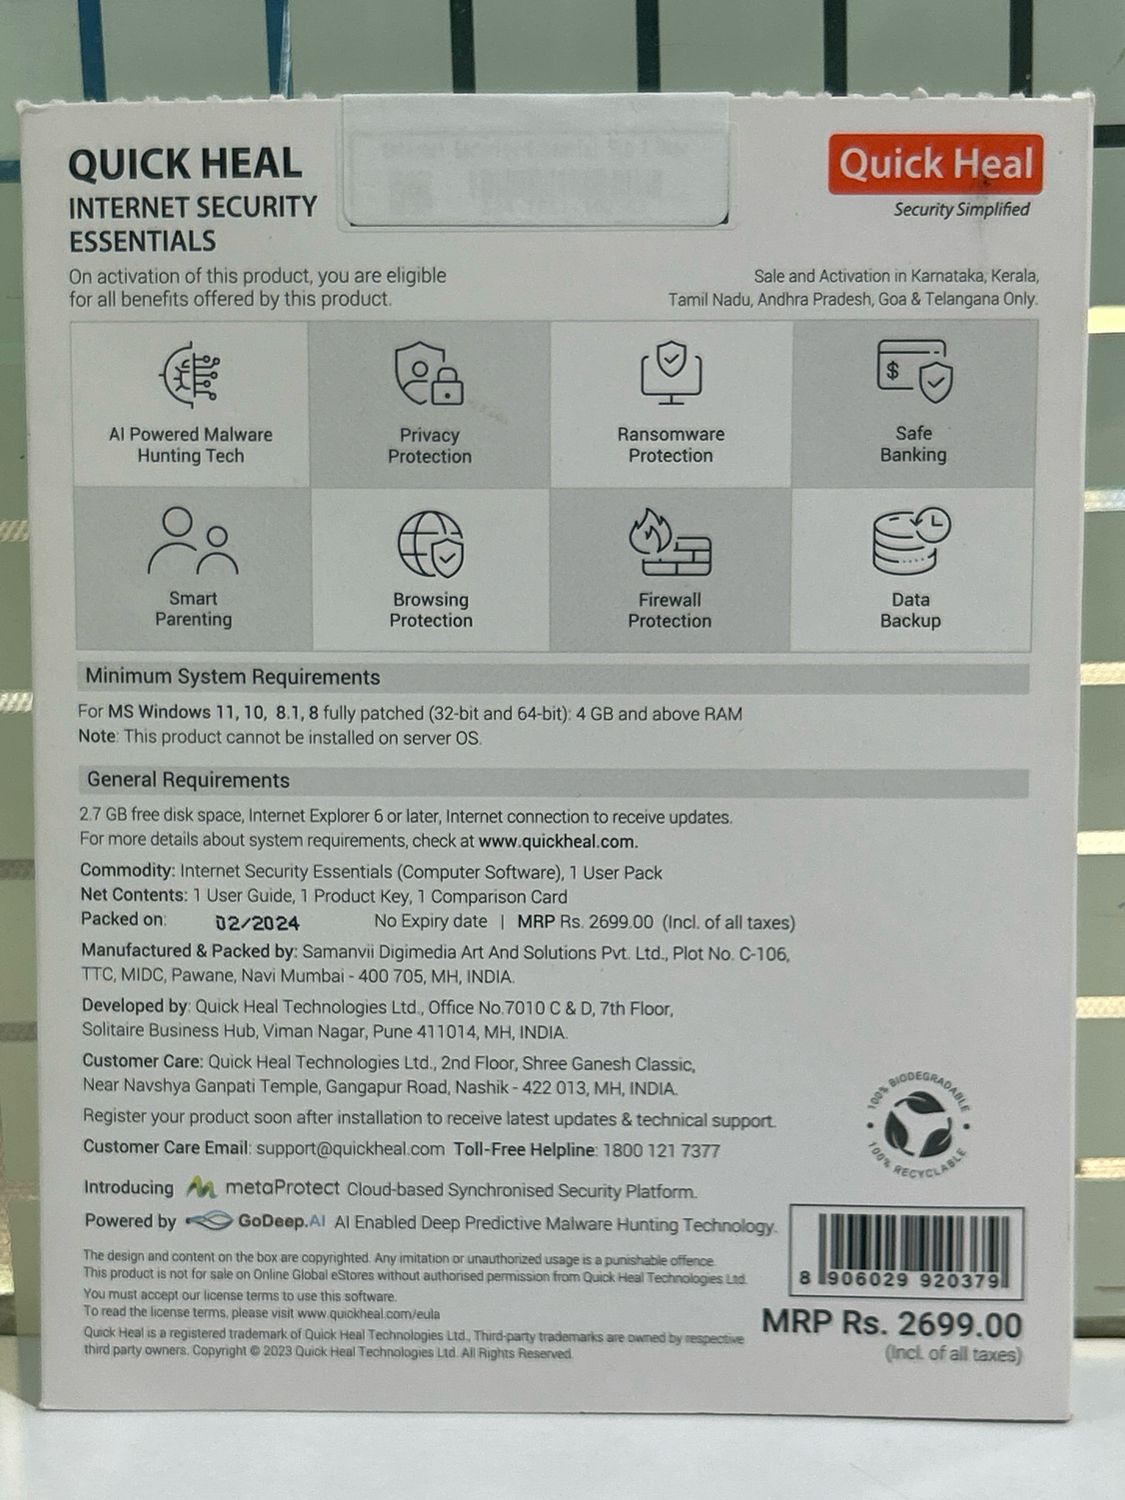 QUICK HEAL
INTERNET SECURITY
ESSENTIALS
On activation of this product, you are eligible
for all benefits offered by this product.
Quick Heal
Security Simplified
Sale and Activation in Karnataka, Kerala,
Tamil Nadu, Andhra Pradesh, Goa & Telangana Only.
AI Powered Malware
Hunting Tech
Privacy
Protection
Ransomware
Protection
$
Safe
Banking
Smart
Parenting
Browsing
Protection
Firewall
Protection
Data
Backup
Minimum System Requirements
For MS Windows 11, 10, 8.1, 8 fully patched (32-bit and 64-bit): 4 GB and above RAM
Note: This product cannot be installed on server OS.
General Requirements
2.7 GB free disk space, Internet Explorer 6 or later, Internet connection to receive updates.
For more details about system requirements, check at www.quickheal.com.
Commodity: Internet Security Essentials (Computer Software), 1 User Pack
Net Contents: 1 User Guide, 1 Product Key, 1 Comparison Card
Packed on: 02/2024 No Expiry date | MRP Rs. 2699.00 (Incl. of all taxes)
Manufactured & Packed by: Samanvii Digimedia Art And Solutions Pvt. Ltd., Plot No. C-106,
TTC, MIDC, Pawane, Navi Mumbai - 400 705, MH, INDIA.
Developed by: Quick Heal Technologies Ltd., Office No.7010 C & D, 7th Floor,
Solitaire Business Hub, Viman Nagar, Pune 411014, MH, INDIA.
Customer Care: Quick Heal Technologies Ltd., 2nd Floor, Shree Ganesh Classic,
Near Navshya Ganpati Temple, Gangapur Road, Nashik - 422 013, MH, INDIA.
Register your product soon after installation to receive latest updates & technical support.
Customer Care Email: support@quickheal.com Toll-Free Helpline: 1800 121 7377
Introducing metaProtect Cloud-based Synchronised Security Platform.
Powered by GoDeep.AI AI Enabled Deep Predictive Malware Hunting Technology.
The design and content on the box are copyrighted. Any imitation or unauthorized usage is a punishable offence.
This product is not for sale on Online Global eStores without authorised permission from Quick Heal Technologies Ltd.
You must accept our license terms to use this software.
To read the license terms, please visit www.quickheal.com/eula
Quick Heal is a registered trademark of Quick Heal Technologies Ltd., Third-party trademarks are owned by respective
third party owners. Copyright © 2023 Quick Heal Technologies Ltd. All Rights Reserved.
100% BIODEGRADABLE
100% RECYCLABLE
8 906029 920379
MRP Rs. 2699.00
(Incl. of all taxes)